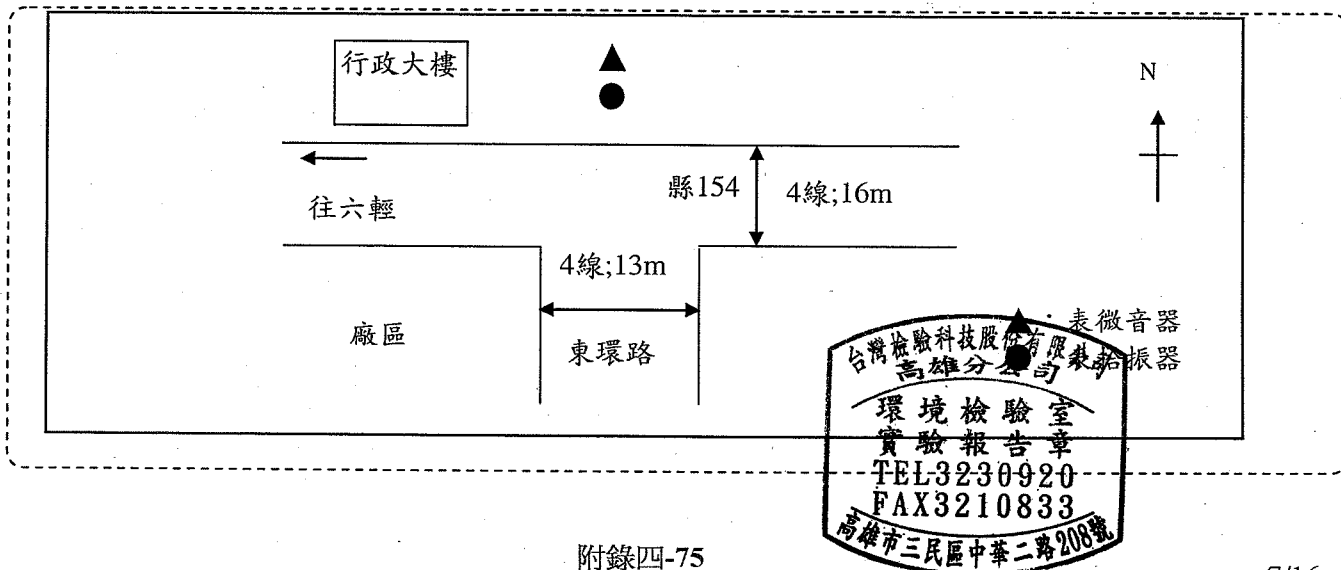 行政大樓
N
縣154
4線;16m
往六輕
4線;13m
廠區
東環路
表微音器
表拾振器
台灣檢驗科技股份有限公司
高雄分公司
環境檢驗室
實驗報告章
TEL3230920
FAX3210833
高雄市三民區中華二路208號
附錄四-75